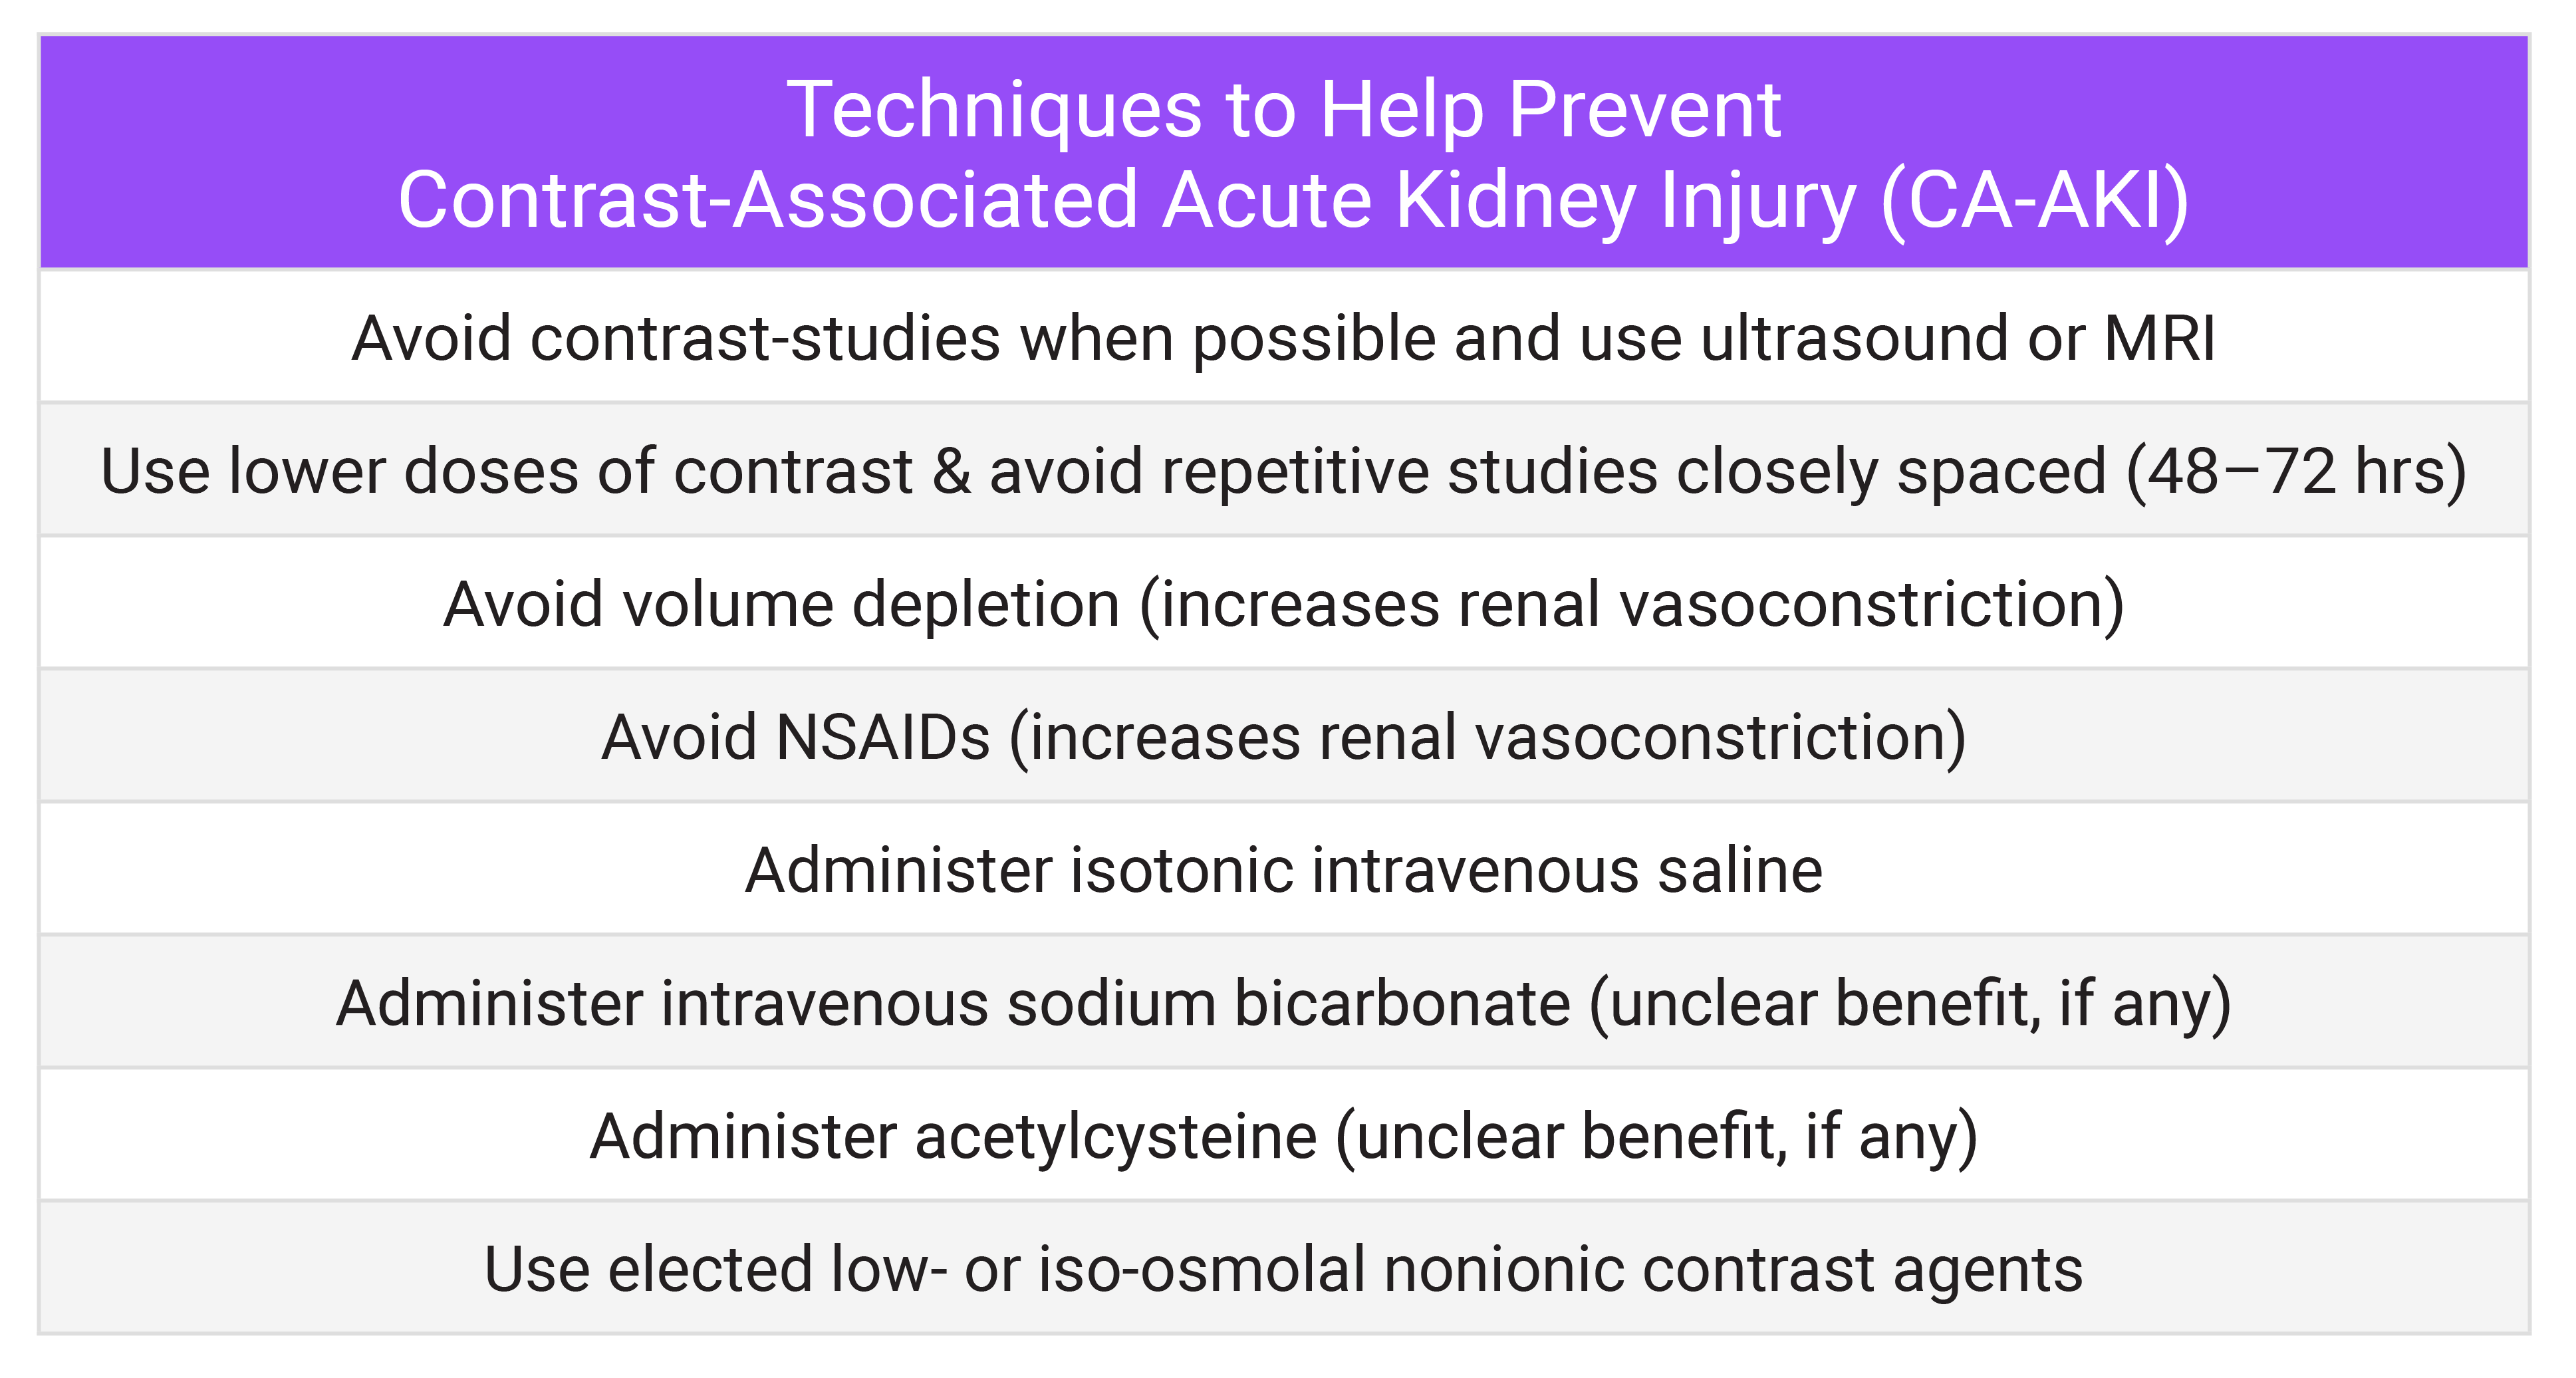 Techniques to Help Prevent
Contrast-Associated Acute Kidney Injury (CA-AKI)
Avoid contrast-studies when possible and use ultrasound or MRI
Use lower doses of contrast & avoid repetitive studies closely spaced (48–72 hrs)
Avoid volume depletion (increases renal vasoconstriction)
Avoid NSAIDs (increases renal vasoconstriction)
Administer isotonic intravenous saline
Administer intravenous sodium bicarbonate (unclear benefit, if any)
Administer acetylcysteine (unclear benefit, if any)
Use elected low- or iso-osmolal nonionic contrast agents